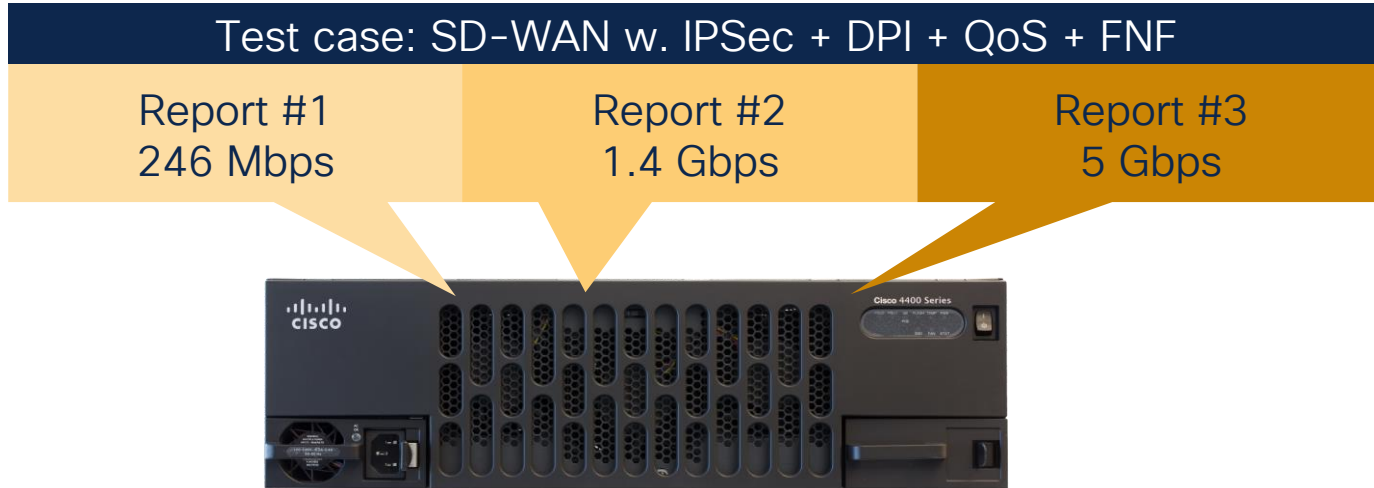 Test case: SD-WAN w. IPSec + DPI + QoS + FNF
Report #1
246 Mbps
Report #2
1.4 Gbps
Report #3
5 Gbps
CISCO
Cisco 4400 Series